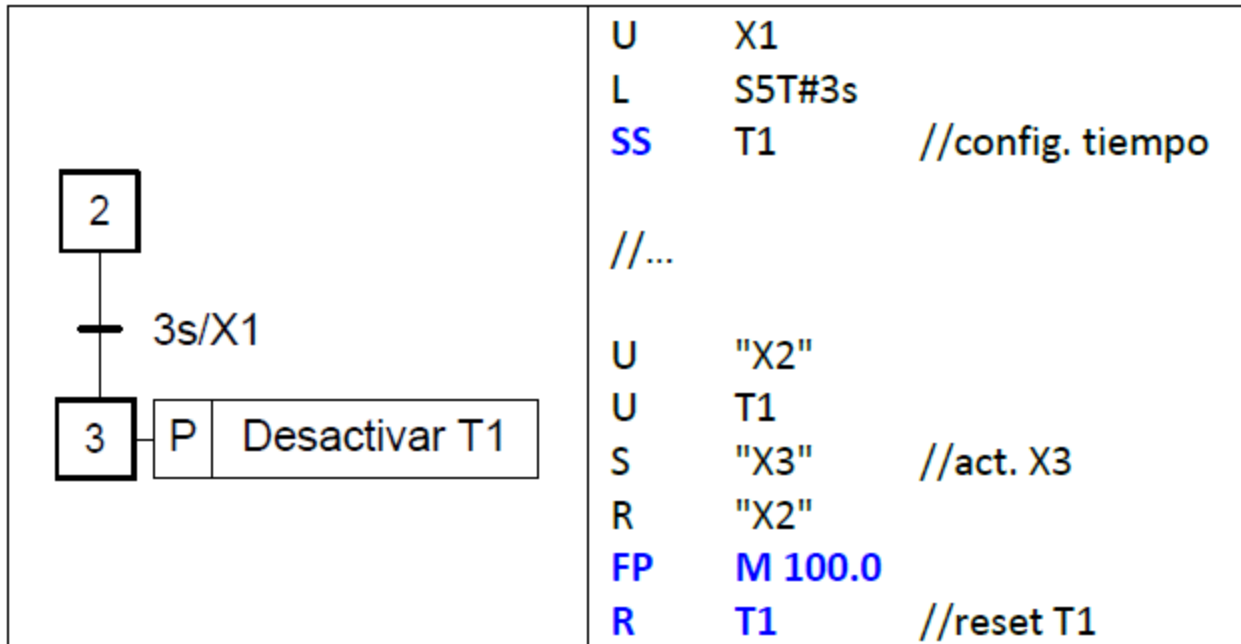 2
3s/X1
3 P Desactivar T1
U X1
L S5T#3s
SS T1 //config. tiempo
//...
U "X2"
U T1
S "X3" //act. X3
R "X2"
FP M 100.0
R T1 //reset T1